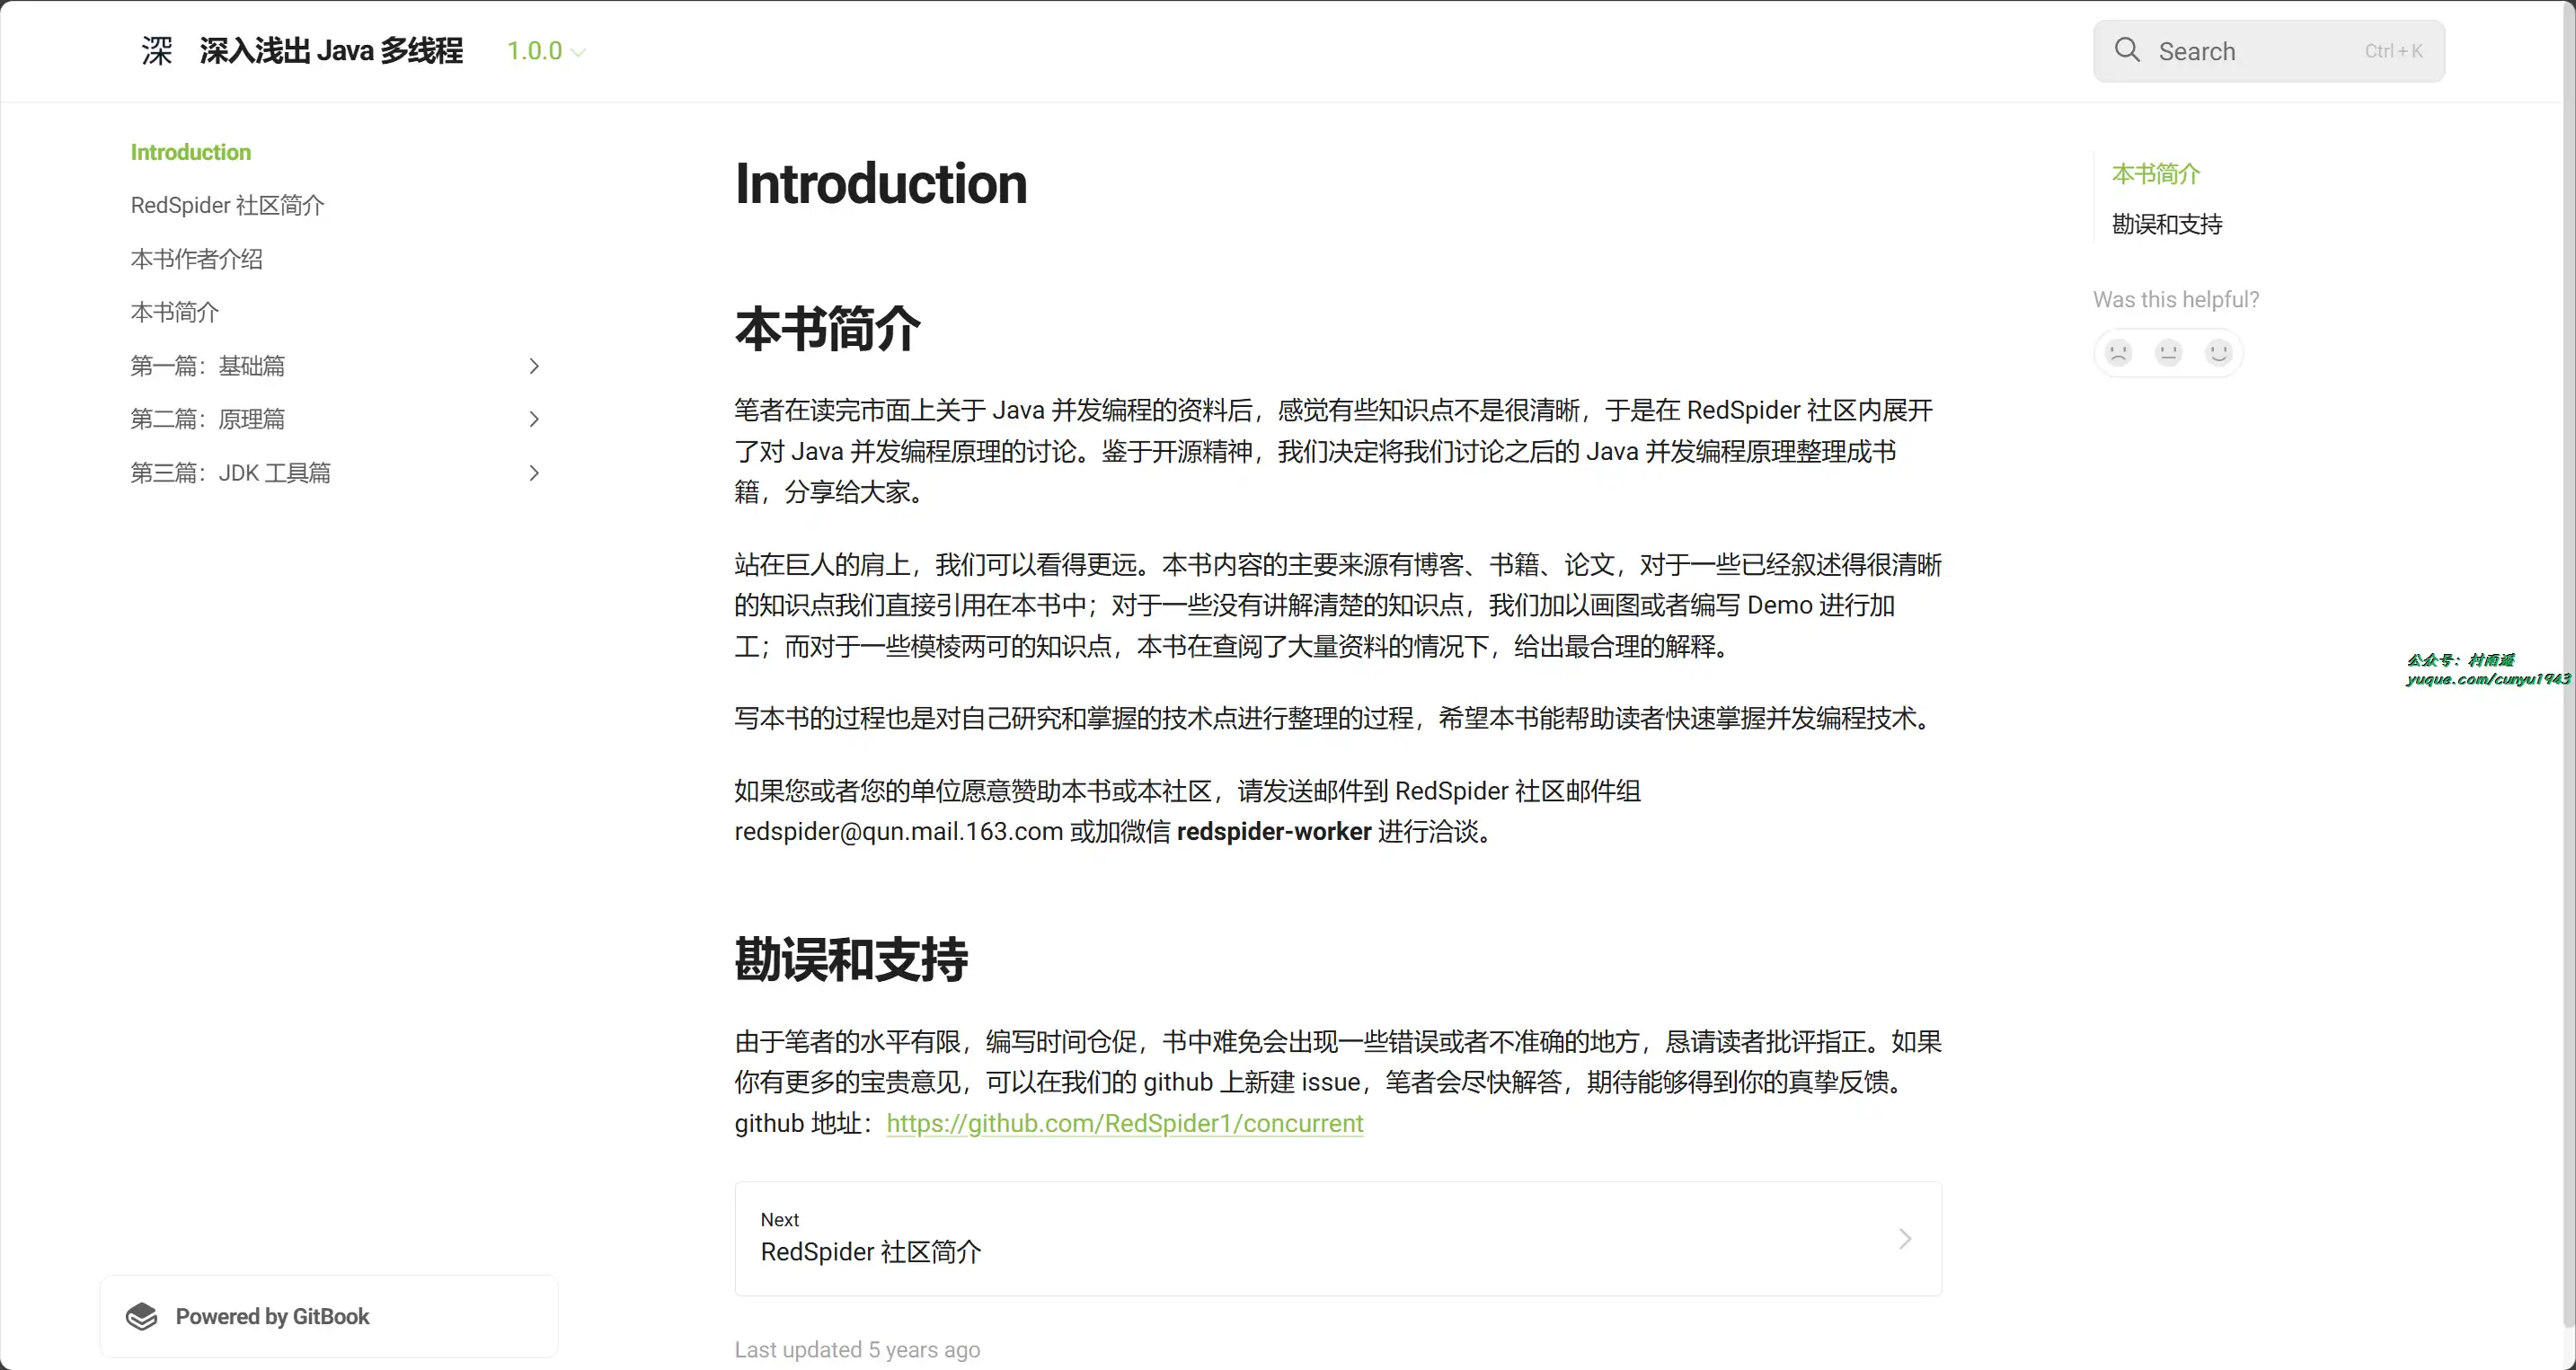 深 深入浅出 Java 多线程 1.0.0
Search Ctrl + K
Introduction
RedSpider 社区简介
本书作者介绍
本书简介
第一篇：基础篇
第二篇：原理篇
第三篇：JDK 工具篇
Powered by GitBook
Introduction
本书简介
笔者在读完市面上关于 Java 并发编程的资料后，感觉有些知识点不是很清晰，于是在 RedSpider 社区内展开
了对 Java 并发编程原理的讨论。鉴于开源精神，我们决定将我们讨论之后的 Java 并发编程原理整理成书
籍，分享给大家。
站在巨人的肩上，我们可以看得更远。本书内容的主要来源有博客、书籍、论文，对于一些已经叙述得很清晰
的知识点我们直接引用在本书中；对于一些没有讲解清楚的知识点，我们加以画图或者编写 Demo 进行加
工；而对于一些模棱两可的知识点，本书在查阅了大量资料的情况下，给出最合理的解释。
写本书的过程也是对自己研究和掌握的技术点进行整理的过程，希望本书能帮助读者快速掌握并发编程技术。
如果您或者您的单位愿意赞助本书或本社区，请发送邮件到 RedSpider 社区邮件组
redspider@qun.mail.163.com 或加微信 redspider-worker 进行洽谈。
勘误和支持
由于笔者的水平有限，编写时间仓促，书中难免会出现一些错误或者不准确的地方，恳请读者批评指正。如果
你有更多的宝贵意见，可以在我们的 github 上新建 issue，笔者会尽快解答，期待能够得到你的真挚反馈。
github 地址：https://github.com/RedSpider1/concurrent
Next
RedSpider 社区简介
Last updated 5 years ago
本书简介
勘误和支持
Was this helpful?
公众号：村雨遥
yuque.com/cunyu1943